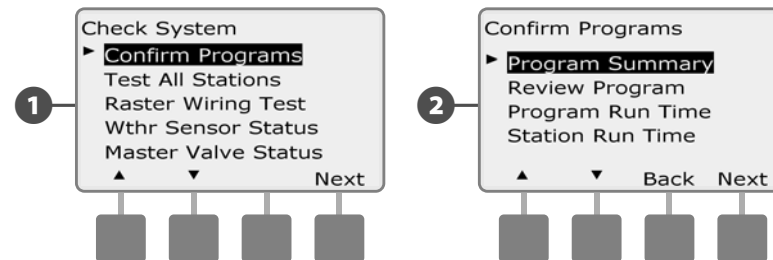 Check System
Confirm Programs
Test All Stations
Raster Wiring Test
Wthr Sensor Status
Master Valve Status
Next
1
Confirm Programs
Program Summary
Review Program
Program Run Time
Station Run Time
Back Next
2